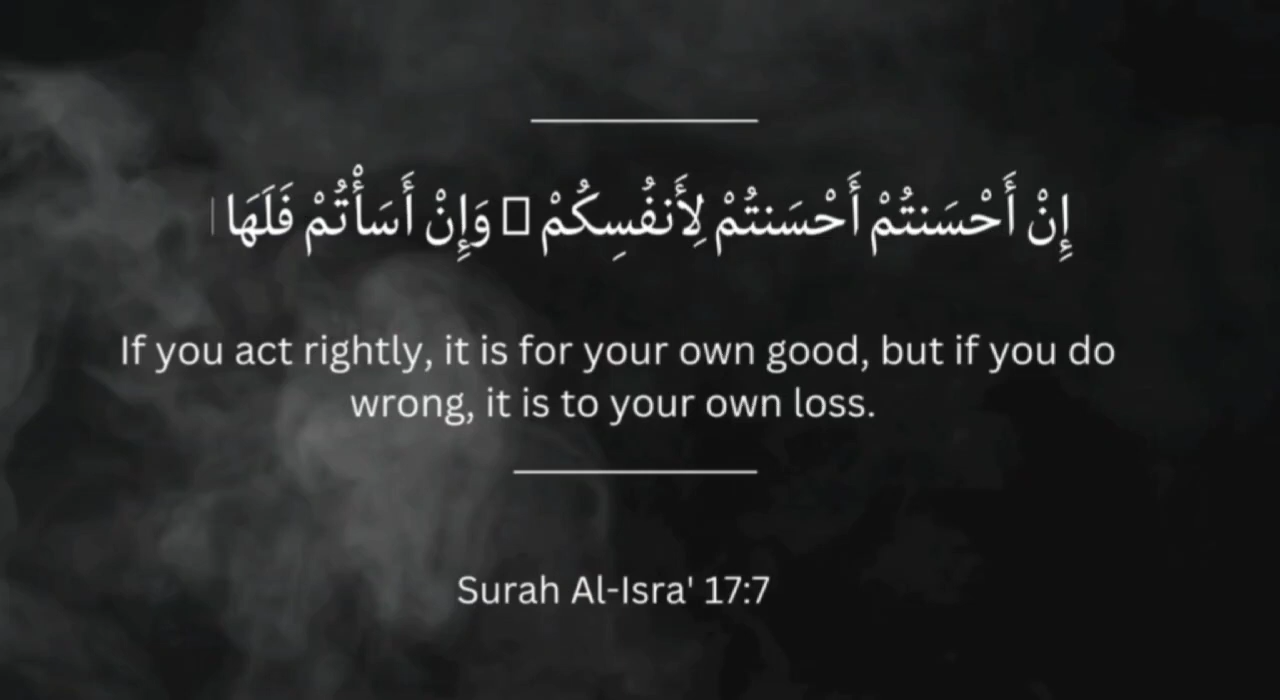 إِنْ أَحْسَنتُمْ أَحْسَنتُمْ لِأَنفُسِكُمْ ▯ وَإِنْ أَسَأْتُمْ فَلَهَا
If you act rightly, it is for your own good, but if you do
wrong, it is to your own loss.
Surah Al-Isra' 17:7